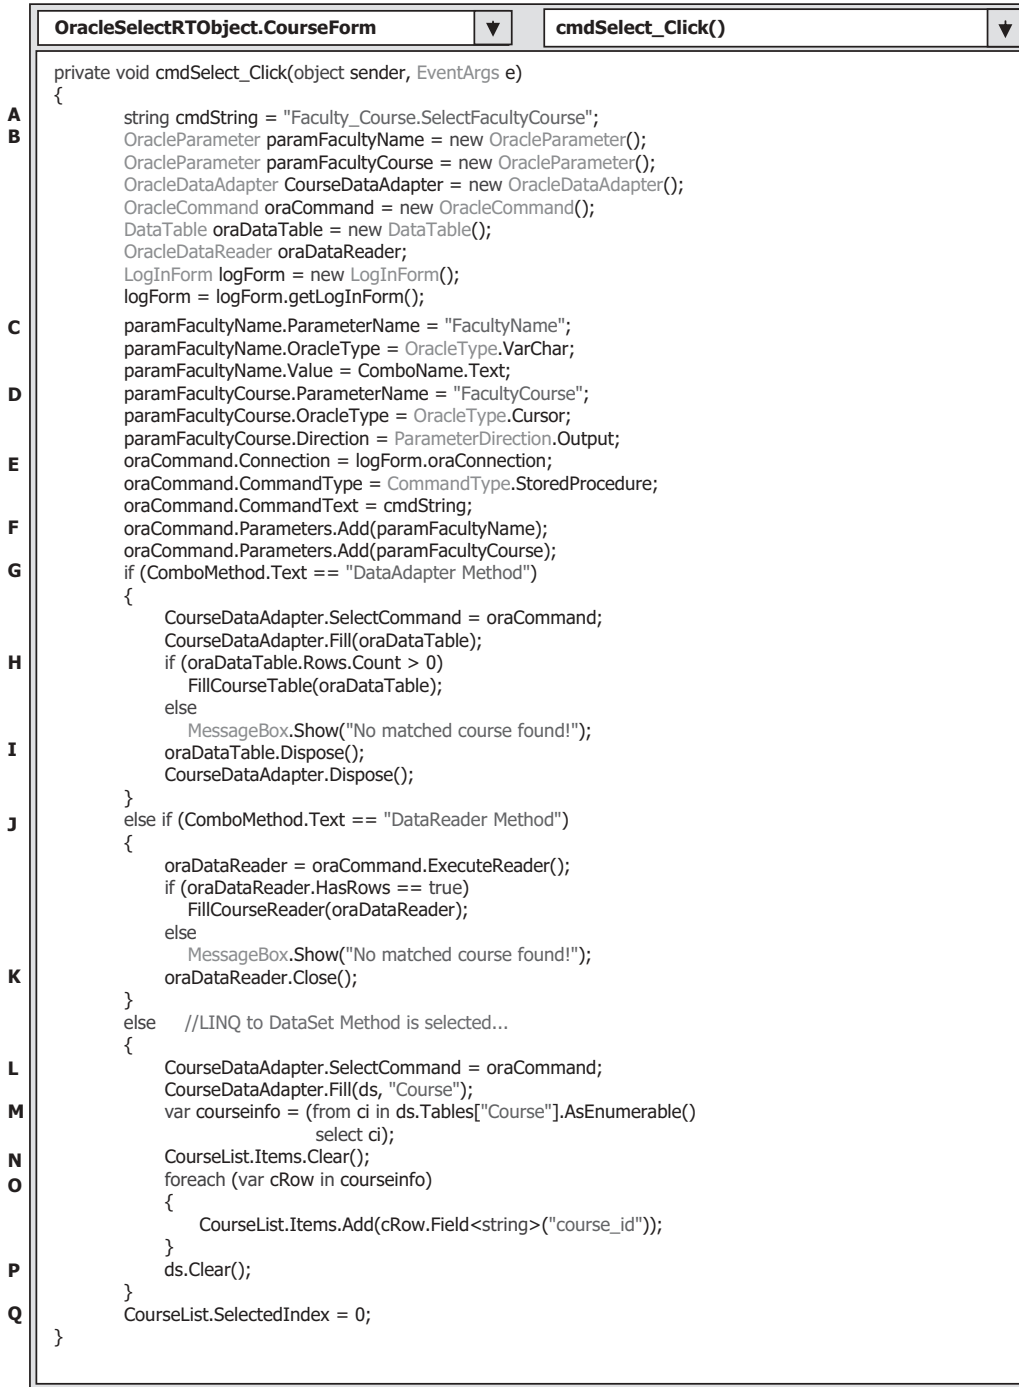 OracleSelectRTObject.CourseForm cmdSelect_Click()
private void cmdSelect_Click(object sender, EventArgs e)
{
A string cmdString = "Faculty_Course.SelectFacultyCourse";
B OracleParameter paramFacultyName = new OracleParameter();
OracleParameter paramFacultyCourse = new OracleParameter();
OracleDataAdapter CourseDataAdapter = new OracleDataAdapter();
OracleCommand oraCommand = new OracleCommand();
DataTable oraDataTable = new DataTable();
OracleDataReader oraDataReader;
LogInForm logForm = new LogInForm();
logForm = logForm.getLogInForm();
C paramFacultyName.ParameterName = "FacultyName";
paramFacultyName.OracleType = OracleType.VarChar;
paramFacultyName.Value = ComboName.Text;
D paramFacultyCourse.ParameterName = "FacultyCourse";
paramFacultyCourse.OracleType = OracleType.Cursor;
paramFacultyCourse.Direction = ParameterDirection.Output;
E oraCommand.Connection = logForm.oraConnection;
oraCommand.CommandType = CommandType.StoredProcedure;
oraCommand.CommandText = cmdString;
F oraCommand.Parameters.Add(paramFacultyName);
oraCommand.Parameters.Add(paramFacultyCourse);
G if (ComboMethod.Text == "DataAdapter Method")
{
CourseDataAdapter.SelectCommand = oraCommand;
CourseDataAdapter.Fill(oraDataTable);
H if (oraDataTable.Rows.Count > 0)
FillCourseTable(oraDataTable);
else
MessageBox.Show("No matched course found!");
I oraDataTable.Dispose();
CourseDataAdapter.Dispose();
}
J else if (ComboMethod.Text == "DataReader Method")
{
oraDataReader = oraCommand.ExecuteReader();
if (oraDataReader.HasRows == true)
FillCourseReader(oraDataReader);
else
MessageBox.Show("No matched course found!");
K oraDataReader.Close();
}
else //LINQ to DataSet Method is selected...
{
L CourseDataAdapter.SelectCommand = oraCommand;
CourseDataAdapter.Fill(ds, "Course");
M var courseinfo = (from ci in ds.Tables["Course"].AsEnumerable()
select ci);
N CourseList.Items.Clear();
O foreach (var cRow in courseinfo)
{
CourseList.Items.Add(cRow.Field<string>("course_id"));
}
P ds.Clear();
}
Q CourseList.SelectedIndex = 0;
}